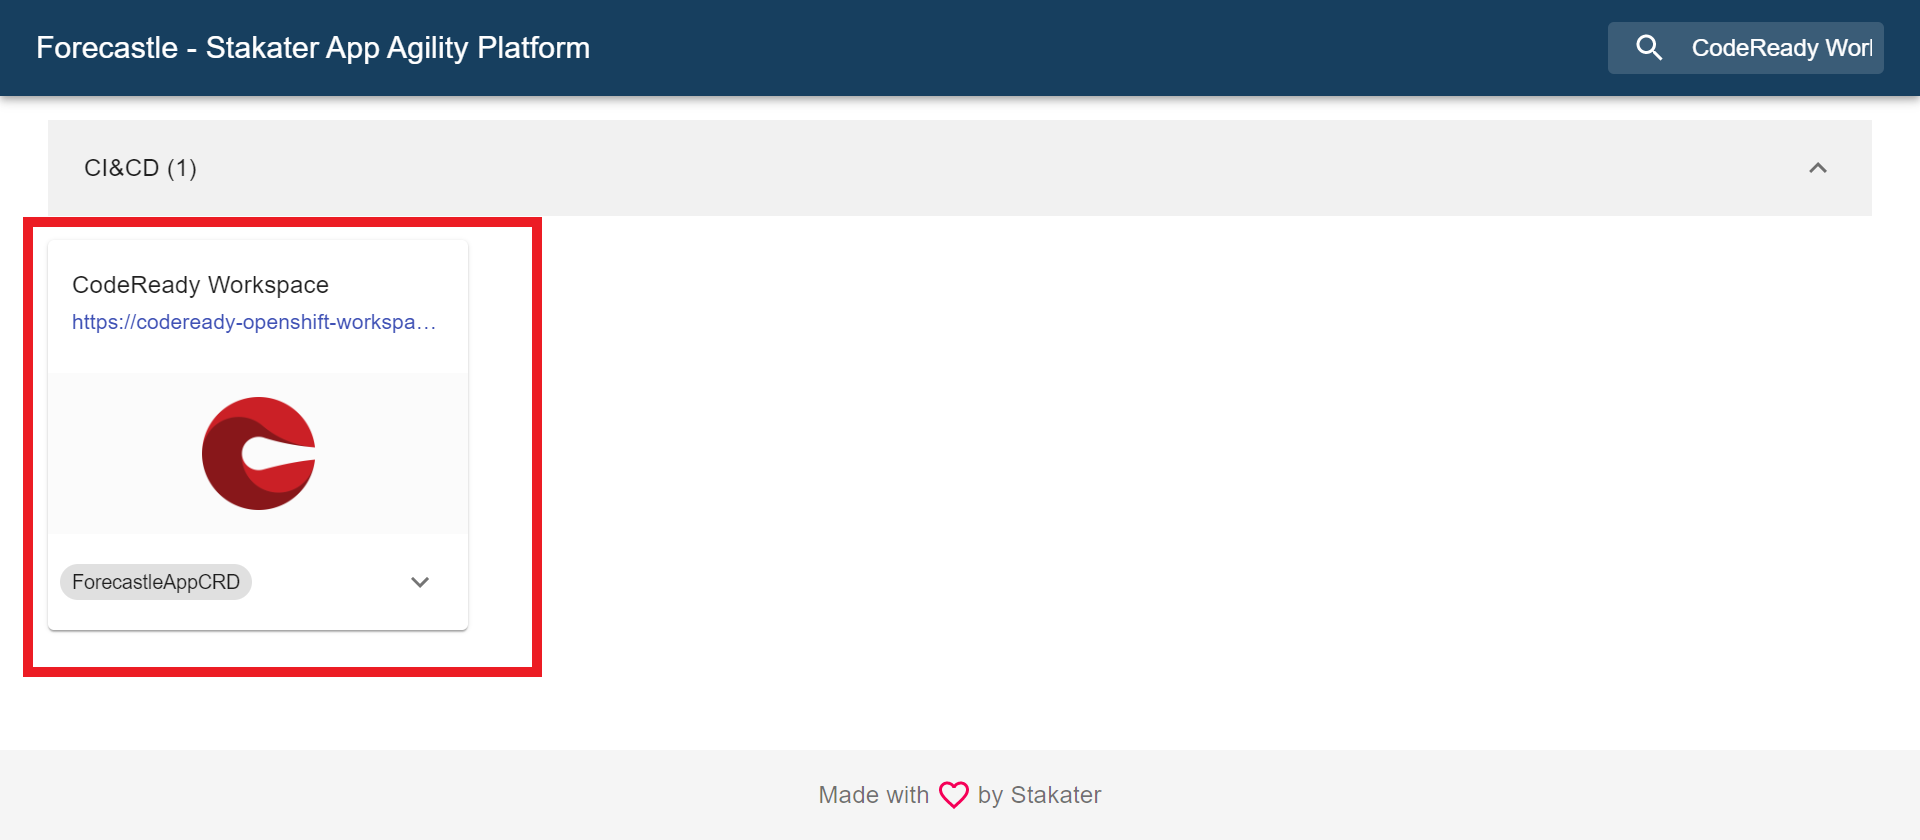 Forecastle - Stakater App Agility Platform
CodeReady Worl
CI&CD (1)
CodeReady Workspace
https://codeready-openshift-workspa…
ForecastleAppCRD
Made with by Stakater